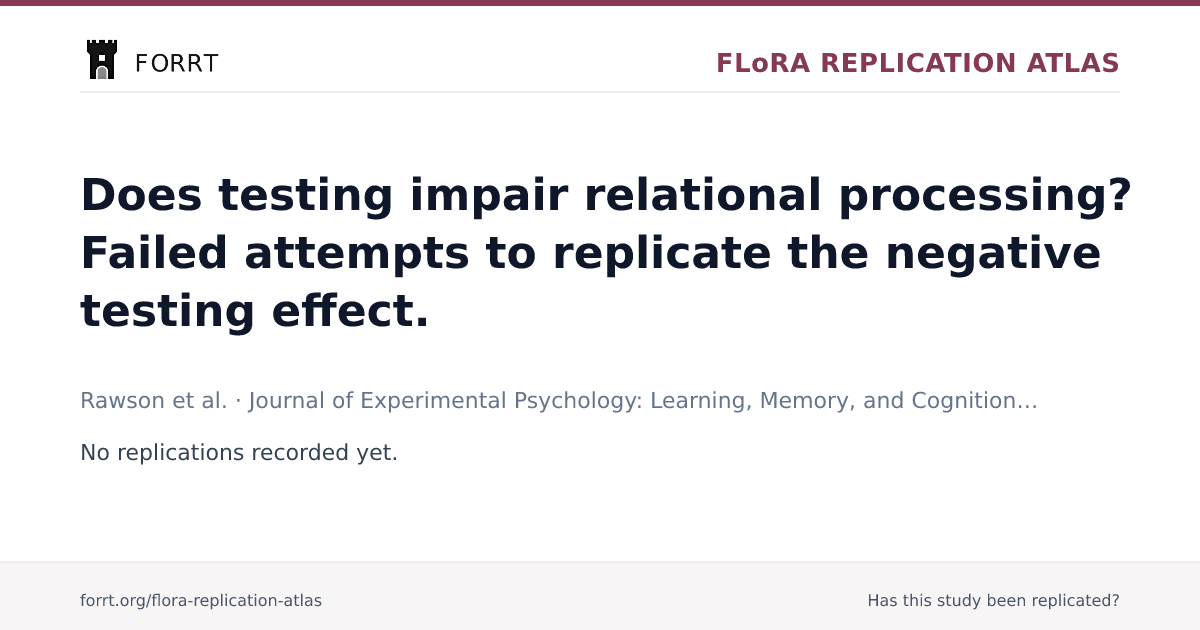 FORRT
FLoRA REPLICATION ATLAS
Does testing impair relational processing?
Failed attempts to replicate the negative
testing effect.
Rawson et al. · Journal of Experimental Psychology: Learning, Memory, and Cognition…
No replications recorded yet.
forrt.org/flora-replication-atlas
Has this study been replicated?